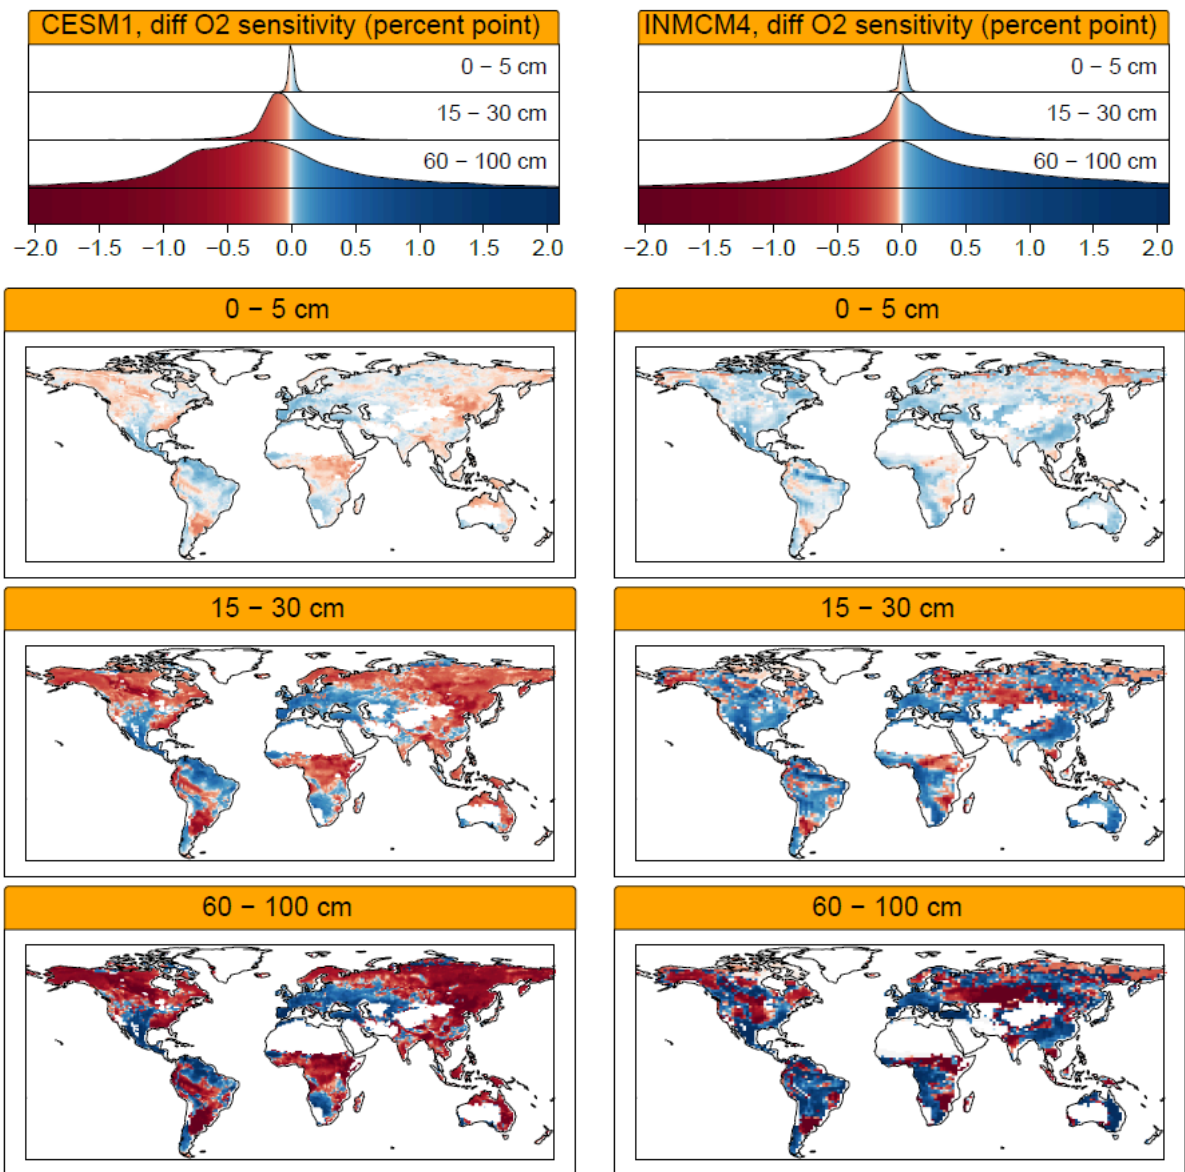 CESM1, diff O2 sensitivity (percent point)
0 − 5 cm
15 − 30 cm
60 − 100 cm
−2.0 −1.5 −1.0 −0.5 0.0 0.5 1.0 1.5 2.0
INMCM4, diff O2 sensitivity (percent point)
0 − 5 cm
15 − 30 cm
60 − 100 cm
−2.0 −1.5 −1.0 −0.5 0.0 0.5 1.0 1.5 2.0
0 − 5 cm
0 − 5 cm
15 − 30 cm
15 − 30 cm
60 − 100 cm
60 − 100 cm